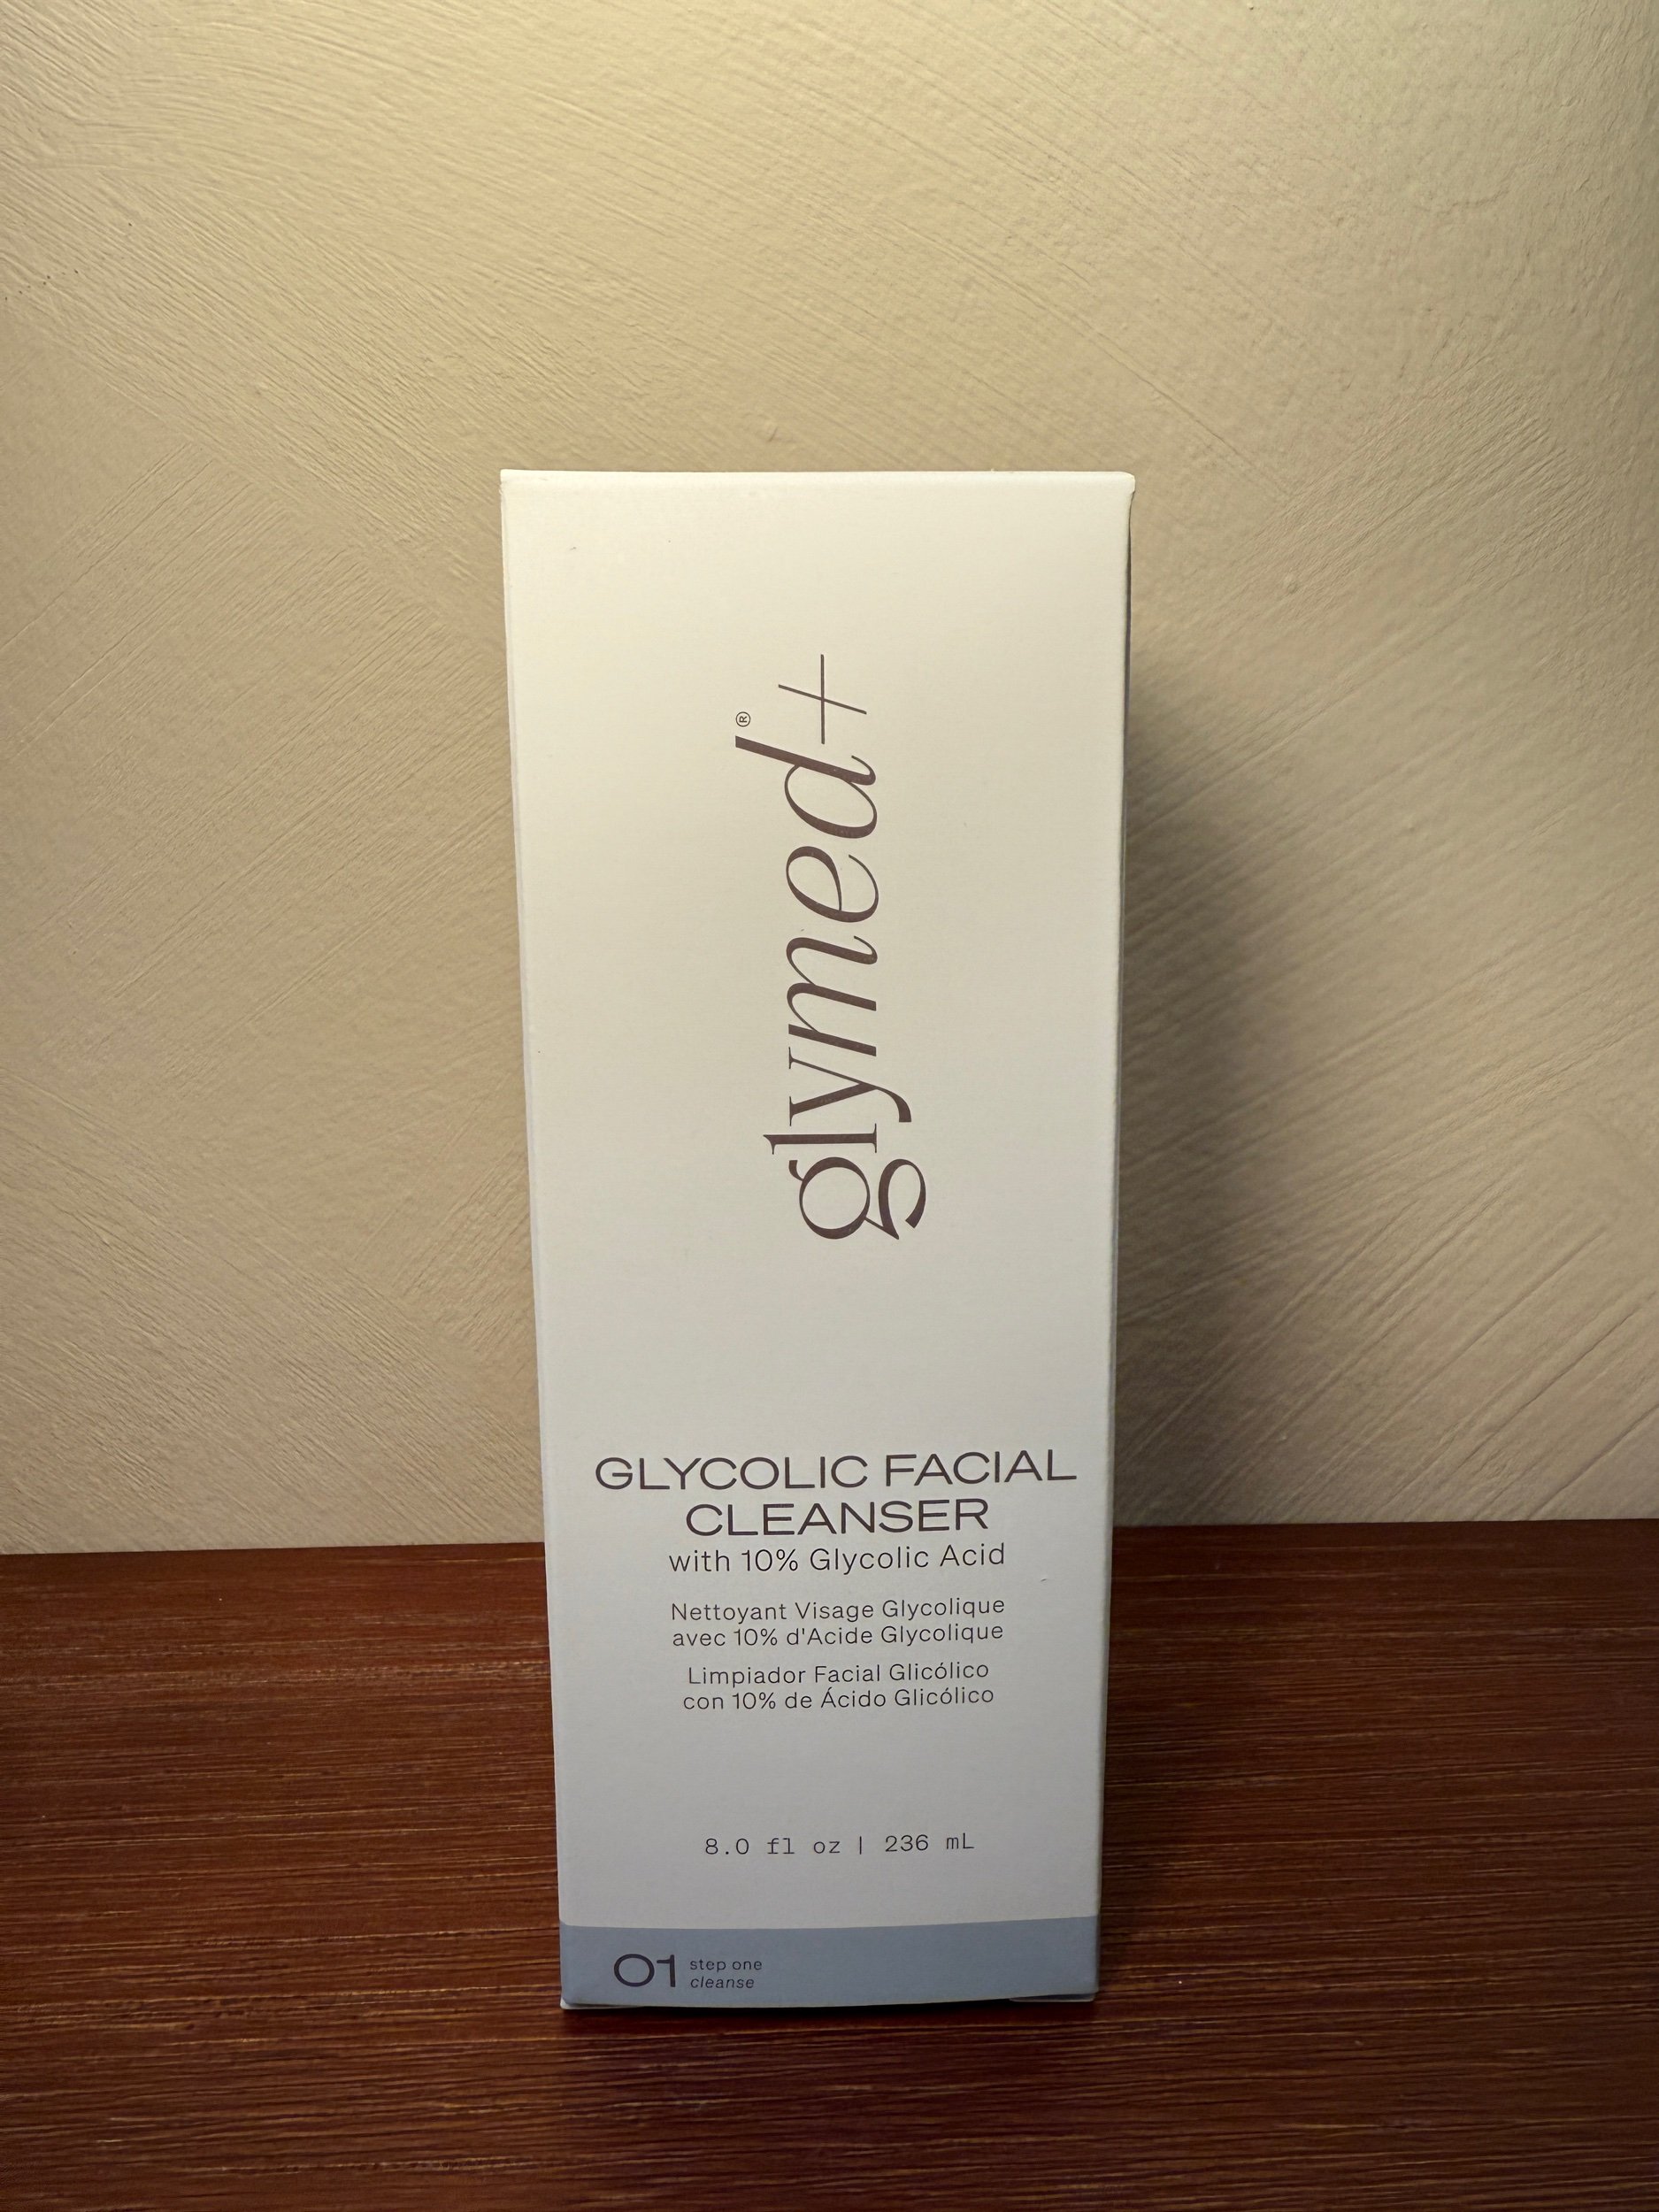 glymed+®
GLYCOLIC FACIAL
CLEANSER
with 10% Glycolic Acid
Nettoyant Visage Glycolique
avec 10% d'Acide Glycolique
Limpiador Facial Glicólico
con 10% de Ácido Glicólico
8.0 fl oz | 236 mL
01 step one
cleanse